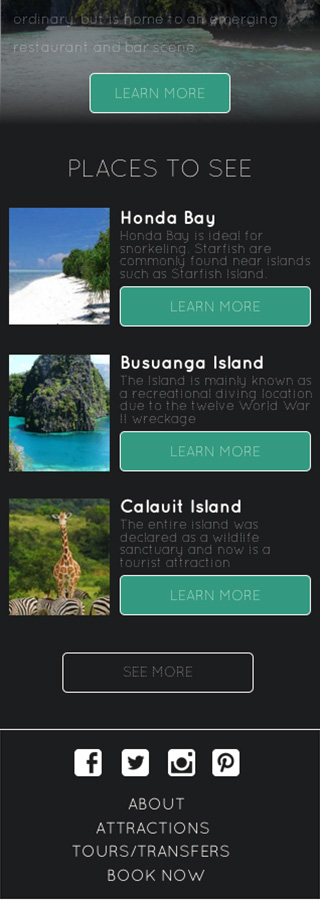 ordinary, but is home to an emerging
restaurant and bar scene.
LEARN MORE
PLACES TO SEE
Honda Bay
Honda Bay is ideal for
snorkeling. Starfish are
commonly found near islands
such as Starfish Island.
LEARN MORE
Busuanga Island
The Island is mainly known as
a recreational diving location
due to the twelve World War
II wreckage
LEARN MORE
Calauit Island
The entire island was
declared as a wildlife
sanctuary and now is a
tourist attraction
LEARN MORE
SEE MORE
ABOUT
ATTRACTIONS
TOURS/TRANSFERS
BOOK NOW